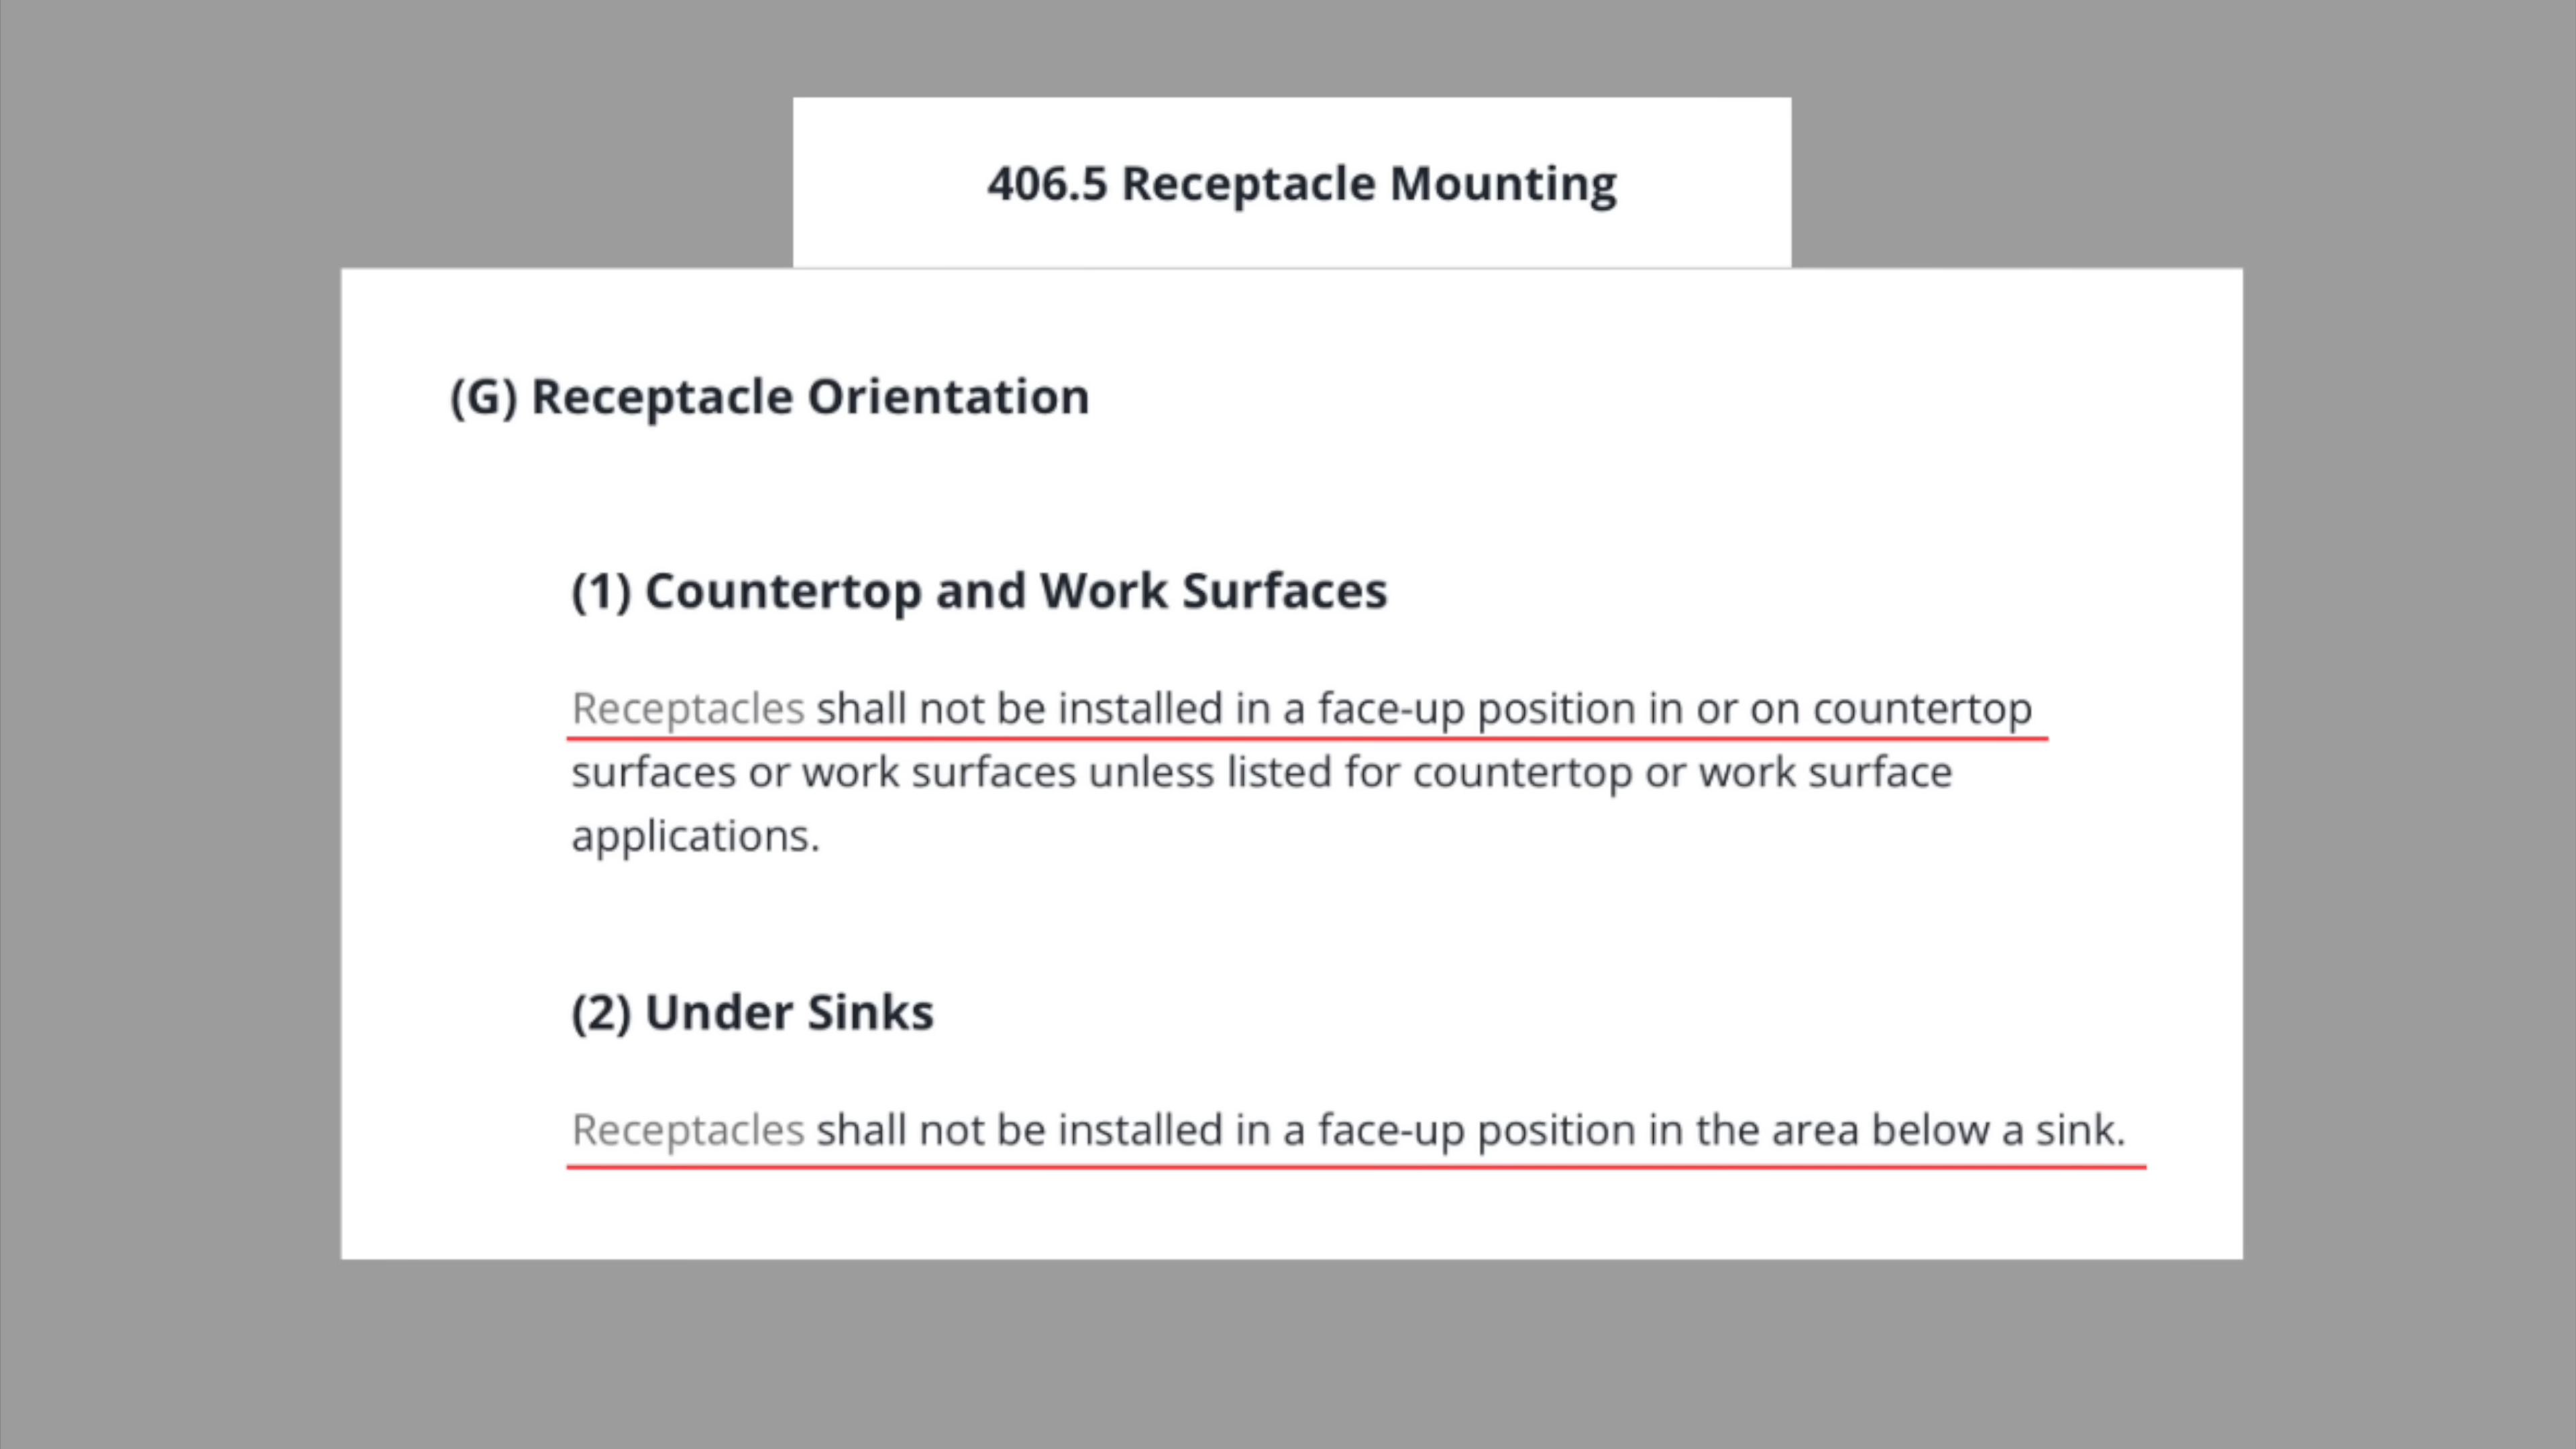 406.5 Receptacle Mounting
(G) Receptacle Orientation
(1) Countertop and Work Surfaces
Receptacles shall not be installed in a face-up position in or on countertop
surfaces or work surfaces unless listed for countertop or work surface
applications.
(2) Under Sinks
Receptacles shall not be installed in a face-up position in the area below a sink.